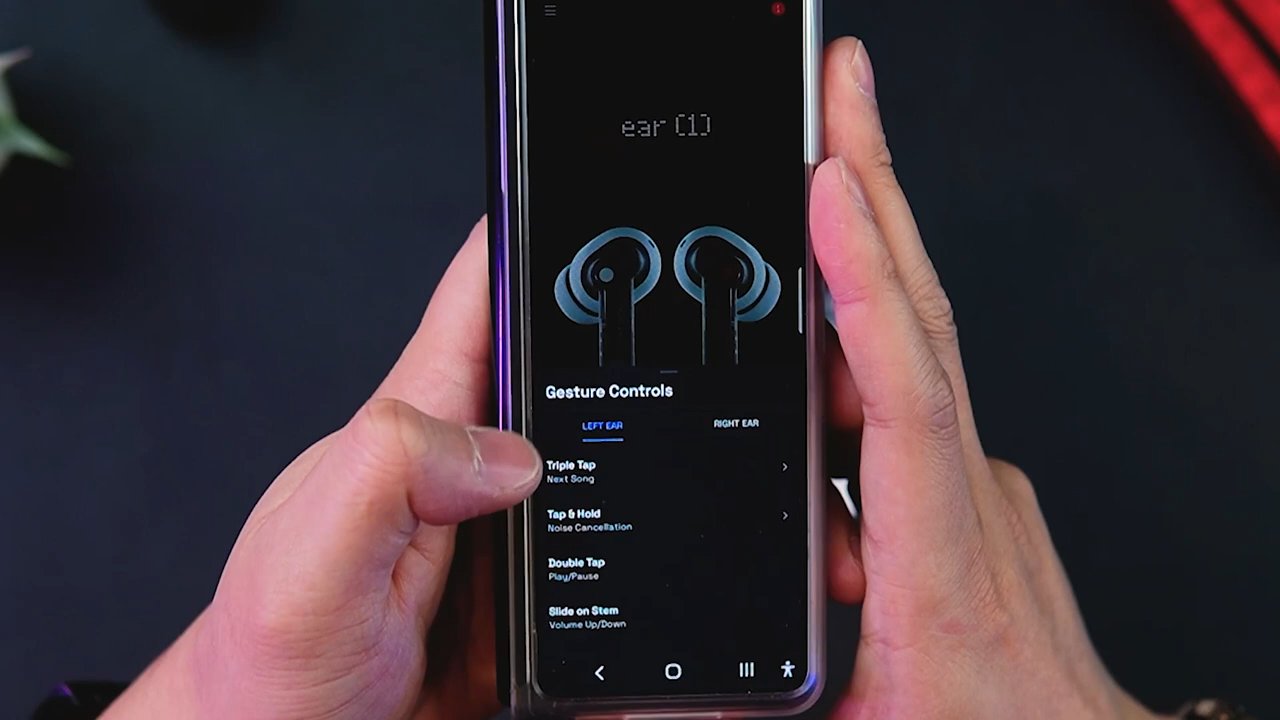 ear (1)
Gesture Controls
LEFT EAR
RIGHT EAR
Triple Tap
Next Song
Tap & Hold
Noise Cancellation
Double Tap
Play/Pause
Slide on Stem
Volume Up/Down